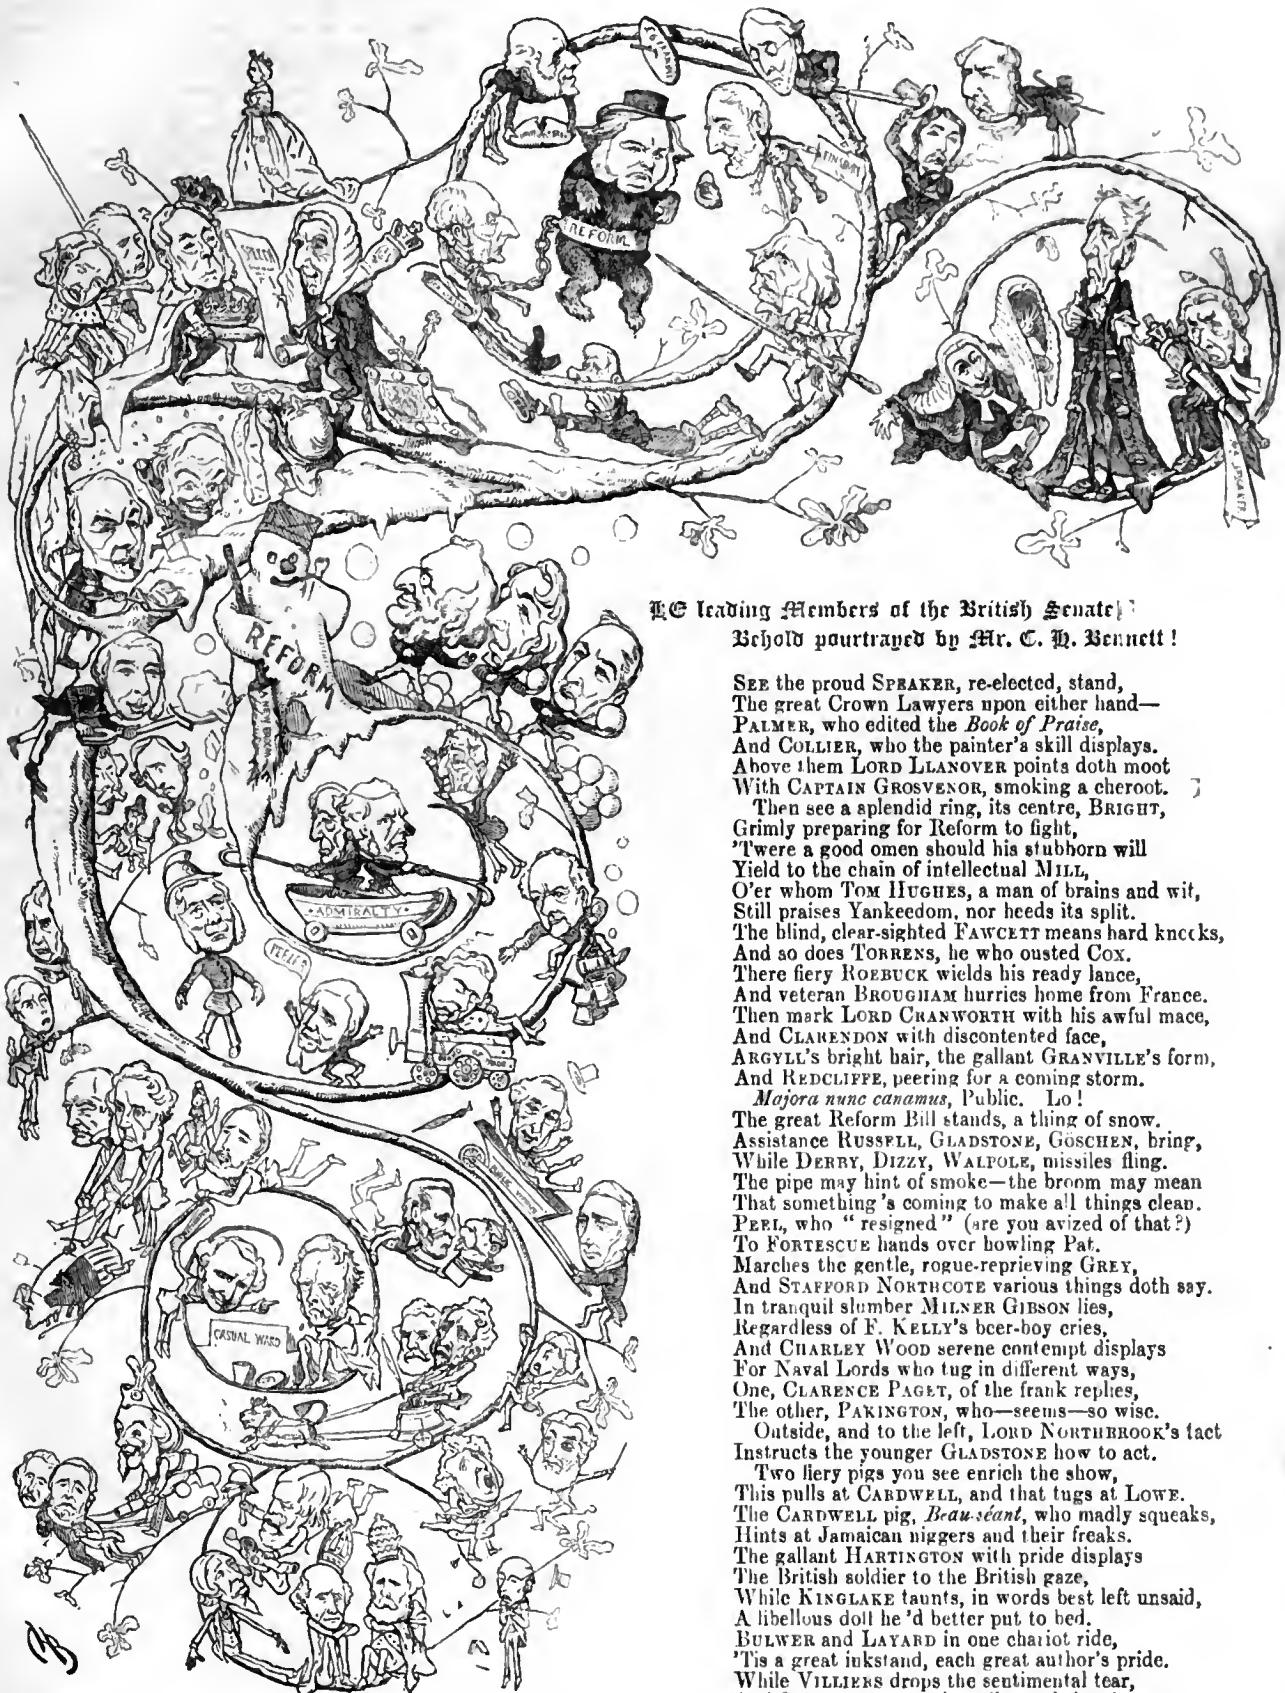 SPEECH
REFORM
FINSBURY
REFORM
MR. SPEAKER
ADMIRALTY
PEELER
CASUAL WARD
PUBLIC WORKS
YE leading Members of the British Senate,
Behold pourtrayed by Mr. C. H. Bennett!
SEE the proud SPEAKER, re-elected, stand,
The great Crown Lawyers upon either hand—
PALMER, who edited the Book of Praise,
And COLLIER, who the painter's skill displays.
Above them LORD LLANOVER points doth moot
With CAPTAIN GROSVENOR, smoking a cheroot.
Then see a splendid ring, its centre, BRIGHT,
Grimly preparing for Reform to fight,
'Twere a good omen should his stubborn will
Yield to the chain of intellectual MILL,
O'er whom TOM HUGHES, a man of brains and wit,
Still praises Yankeedom, nor heeds its split.
The blind, clear-sighted FAWCETT means hard knocks,
And so does TORRENS, he who ousted COX.
There fiery ROEBUCK wields his ready lance,
And veteran BROUGHAM hurries home from France.
Then mark LORD CRANWORTH with his awful mace,
And CLARENDON with discontented face,
ARGYLL'S bright hair, the gallant GRANVILLE'S form,
And REDCLIFFE, peering for a coming storm.
Majora nunc canamus, Public. Lo!
The great Reform Bill stands, a thing of snow.
Assistance RUSSELL, GLADSTONE, GÖSCHEN, bring,
While DERBY, DIZZY, WALPOLE, missiles fling.
The pipe may hint of smoke—the broom may mean
That something's coming to make all things clean.
PEEL, who "resigned" (are you avized of that?)
To FORTESCUE hands over howling Pat.
Marches the gentle, rogue-reprieving GREY,
And STAFFORD NORTHCOTE various things doth say.
In tranquil slumber MILNER GIBSON lies,
Regardless of F. KELLY'S beer-boy cries,
And CHARLEY WOOD serene contempt displays
For Naval Lords who tug in different ways,
One, CLARENCE PAGET, of the frank replies,
The other, PAKINGTON, who—seems—so wise.
Outside, and to the left, LORD NORTHBROOK'S tact
Instructs the younger GLADSTONE how to act.
Two fiery pigs you see enrich the show,
This pulls at CARDWELL, and that tugs at LOWE.
The CARDWELL pig, Beau-séant, who madly squeaks,
Hints at Jamaican niggers and their freaks.
The gallant HARTINGTON with pride displays
The British soldier to the British gaze,
While KINGLAKE taunts, in words best left unsaid,
A libellous doll he'd better put to bed.
BULWER and LAYARD in one chariot ride,
'Tis a great inkstand, each great author's pride.
While VILLIERS drops the sentimental tear,